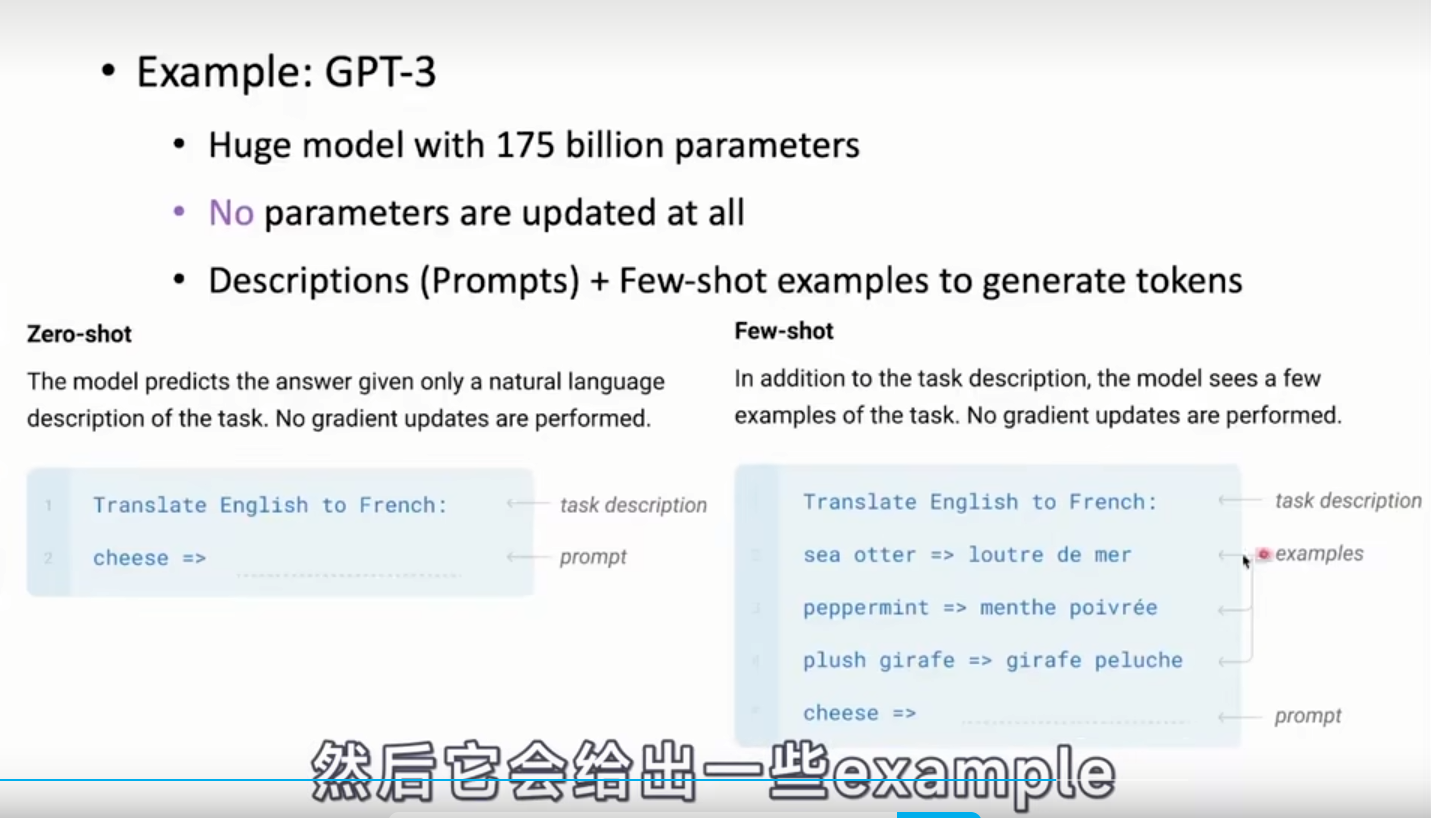 • Example: GPT-3
• Huge model with 175 billion parameters
• No parameters are updated at all
• Descriptions (Prompts) + Few-shot examples to generate tokens
Zero-shot
The model predicts the answer given only a natural language
description of the task. No gradient updates are performed.
1 Translate English to French: task description
2 cheese => prompt
Few-shot
In addition to the task description, the model sees a few
examples of the task. No gradient updates are performed.
Translate English to French: task description
sea otter => loutre de mer examples
peppermint => menthe poivrée
plush girafe => girafe peluche
cheese => prompt
然后它会给出一些example